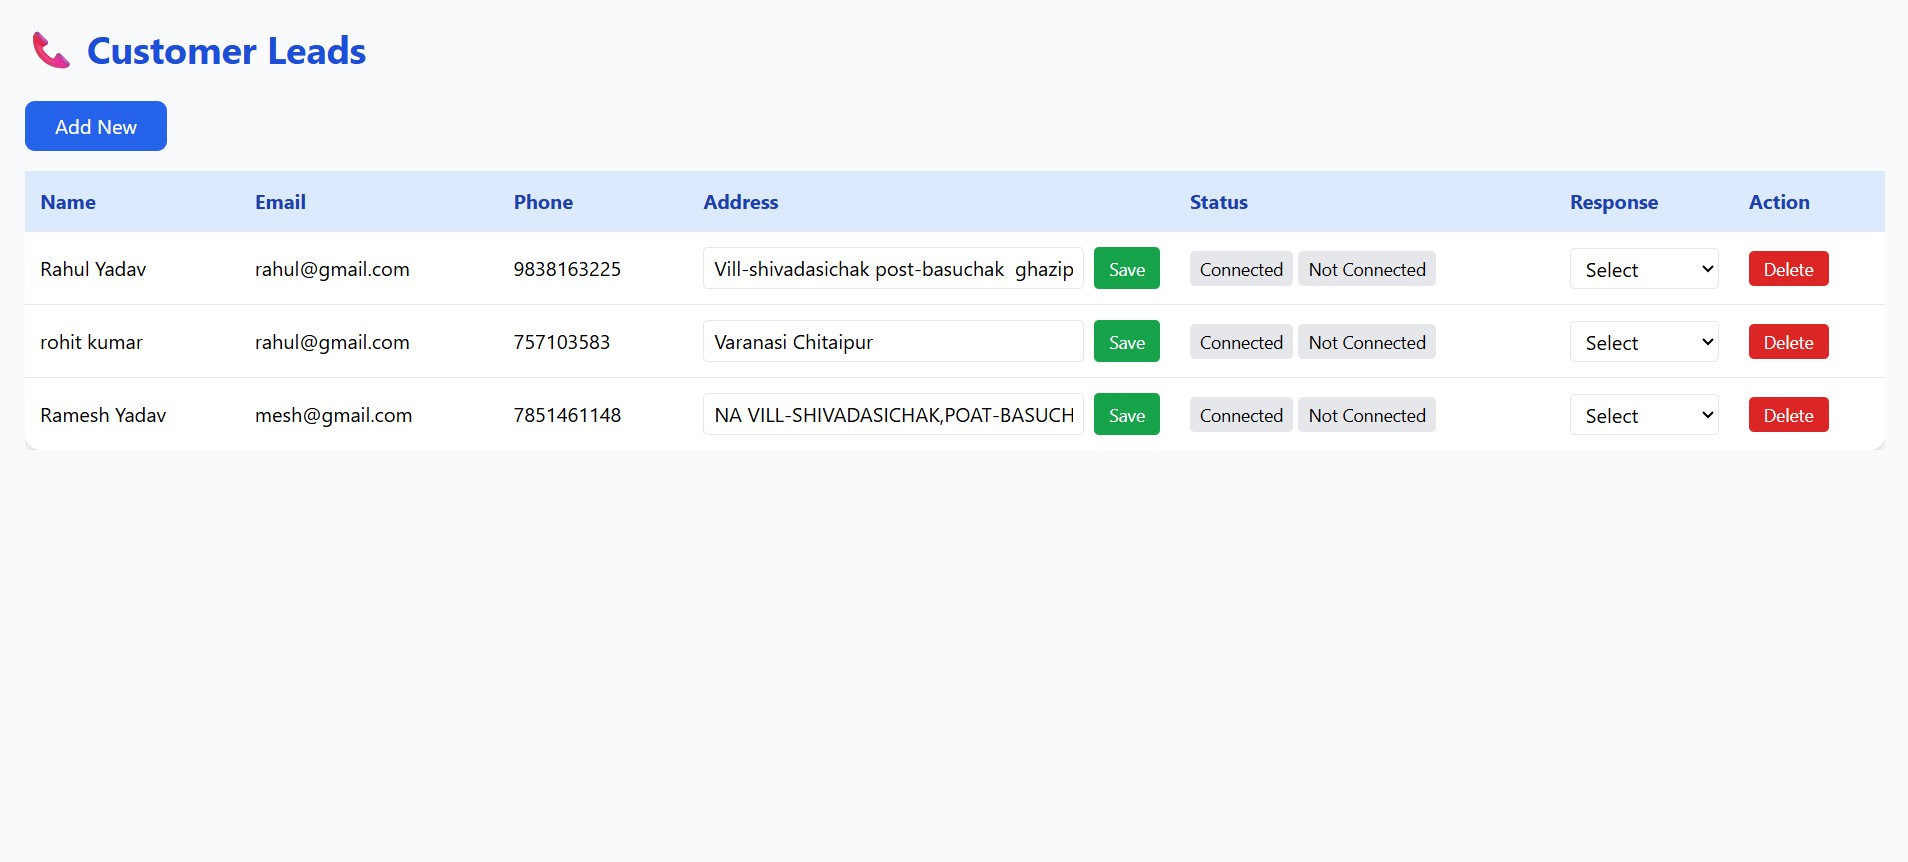 Customer Leads
Add New
Name Email Phone Address Status Response Action
Rahul Yadav rahul@gmail.com 9838163225 Vill-shivadasichak post-basuchak  ghazip Save Connected Not Connected Select Delete
rohit kumar rahul@gmail.com 757103583 Varanasi Chitaipur Save Connected Not Connected Select Delete
Ramesh Yadav mesh@gmail.com 7851461148 NA VILL-SHIVADASICHAK,POAT-BASUCH Save Connected Not Connected Select Delete